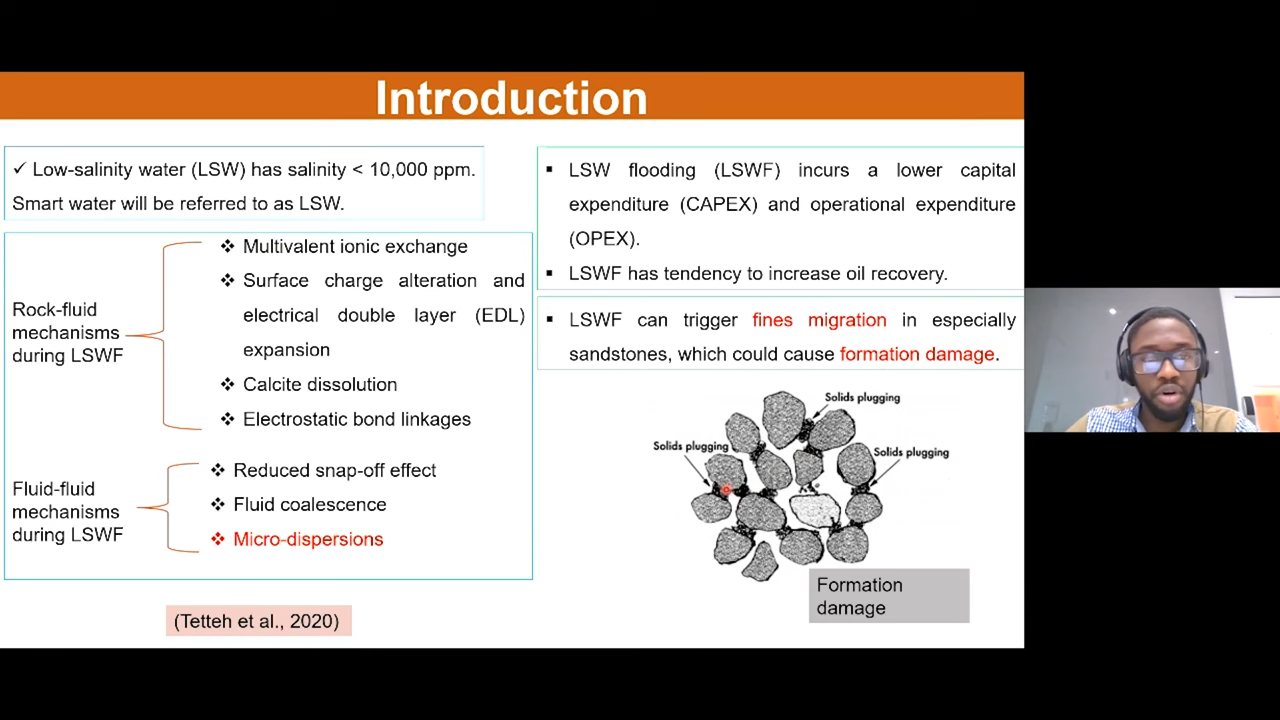 Introduction
✓ Low-salinity water (LSW) has salinity < 10,000 ppm.
Smart water will be referred to as LSW.
Rock-fluid
mechanisms
during LSWF
❖ Multivalent ionic exchange
❖ Surface charge alteration and
electrical double layer (EDL)
expansion
❖ Calcite dissolution
❖ Electrostatic bond linkages
Fluid-fluid
mechanisms
during LSWF
❖ Reduced snap-off effect
❖ Fluid coalescence
❖ Micro-dispersions
(Tetteh et al., 2020)
▪ LSW flooding (LSWF) incurs a lower capital
expenditure (CAPEX) and operational expenditure
(OPEX).
▪ LSWF has tendency to increase oil recovery.
▪ LSWF can trigger fines migration in especially
sandstones, which could cause formation damage.
Solids plugging
Solids plugging
Solids plugging
Formation
damage